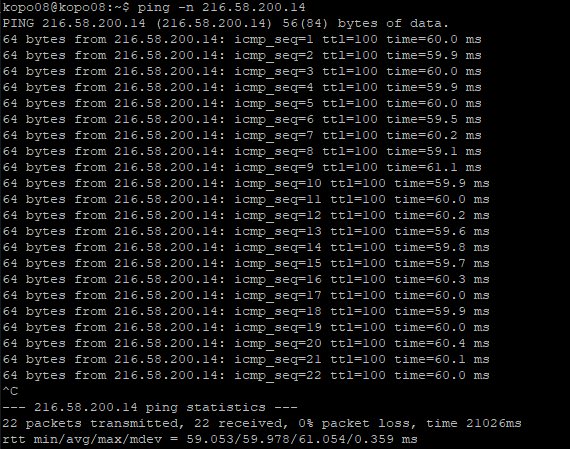 kopo08@kopo08:~$ ping -n 216.58.200.14
PING 216.58.200.14 (216.58.200.14) 56(84) bytes of data.
64 bytes from 216.58.200.14: icmp_seq=1 ttl=100 time=60.0 ms
64 bytes from 216.58.200.14: icmp_seq=2 ttl=100 time=59.9 ms
64 bytes from 216.58.200.14: icmp_seq=3 ttl=100 time=60.0 ms
64 bytes from 216.58.200.14: icmp_seq=4 ttl=100 time=59.9 ms
64 bytes from 216.58.200.14: icmp_seq=5 ttl=100 time=60.0 ms
64 bytes from 216.58.200.14: icmp_seq=6 ttl=100 time=59.5 ms
64 bytes from 216.58.200.14: icmp_seq=7 ttl=100 time=60.2 ms
64 bytes from 216.58.200.14: icmp_seq=8 ttl=100 time=59.1 ms
64 bytes from 216.58.200.14: icmp_seq=9 ttl=100 time=61.1 ms
64 bytes from 216.58.200.14: icmp_seq=10 ttl=100 time=59.9 ms
64 bytes from 216.58.200.14: icmp_seq=11 ttl=100 time=60.0 ms
64 bytes from 216.58.200.14: icmp_seq=12 ttl=100 time=60.2 ms
64 bytes from 216.58.200.14: icmp_seq=13 ttl=100 time=59.6 ms
64 bytes from 216.58.200.14: icmp_seq=14 ttl=100 time=59.8 ms
64 bytes from 216.58.200.14: icmp_seq=15 ttl=100 time=59.7 ms
64 bytes from 216.58.200.14: icmp_seq=16 ttl=100 time=60.3 ms
64 bytes from 216.58.200.14: icmp_seq=17 ttl=100 time=60.0 ms
64 bytes from 216.58.200.14: icmp_seq=18 ttl=100 time=59.9 ms
64 bytes from 216.58.200.14: icmp_seq=19 ttl=100 time=60.0 ms
64 bytes from 216.58.200.14: icmp_seq=20 ttl=100 time=60.4 ms
64 bytes from 216.58.200.14: icmp_seq=21 ttl=100 time=60.1 ms
64 bytes from 216.58.200.14: icmp_seq=22 ttl=100 time=60.0 ms
^C
--- 216.58.200.14 ping statistics ---
22 packets transmitted, 22 received, 0% packet loss, time 21026ms
rtt min/avg/max/mdev = 59.053/59.978/61.054/0.359 ms